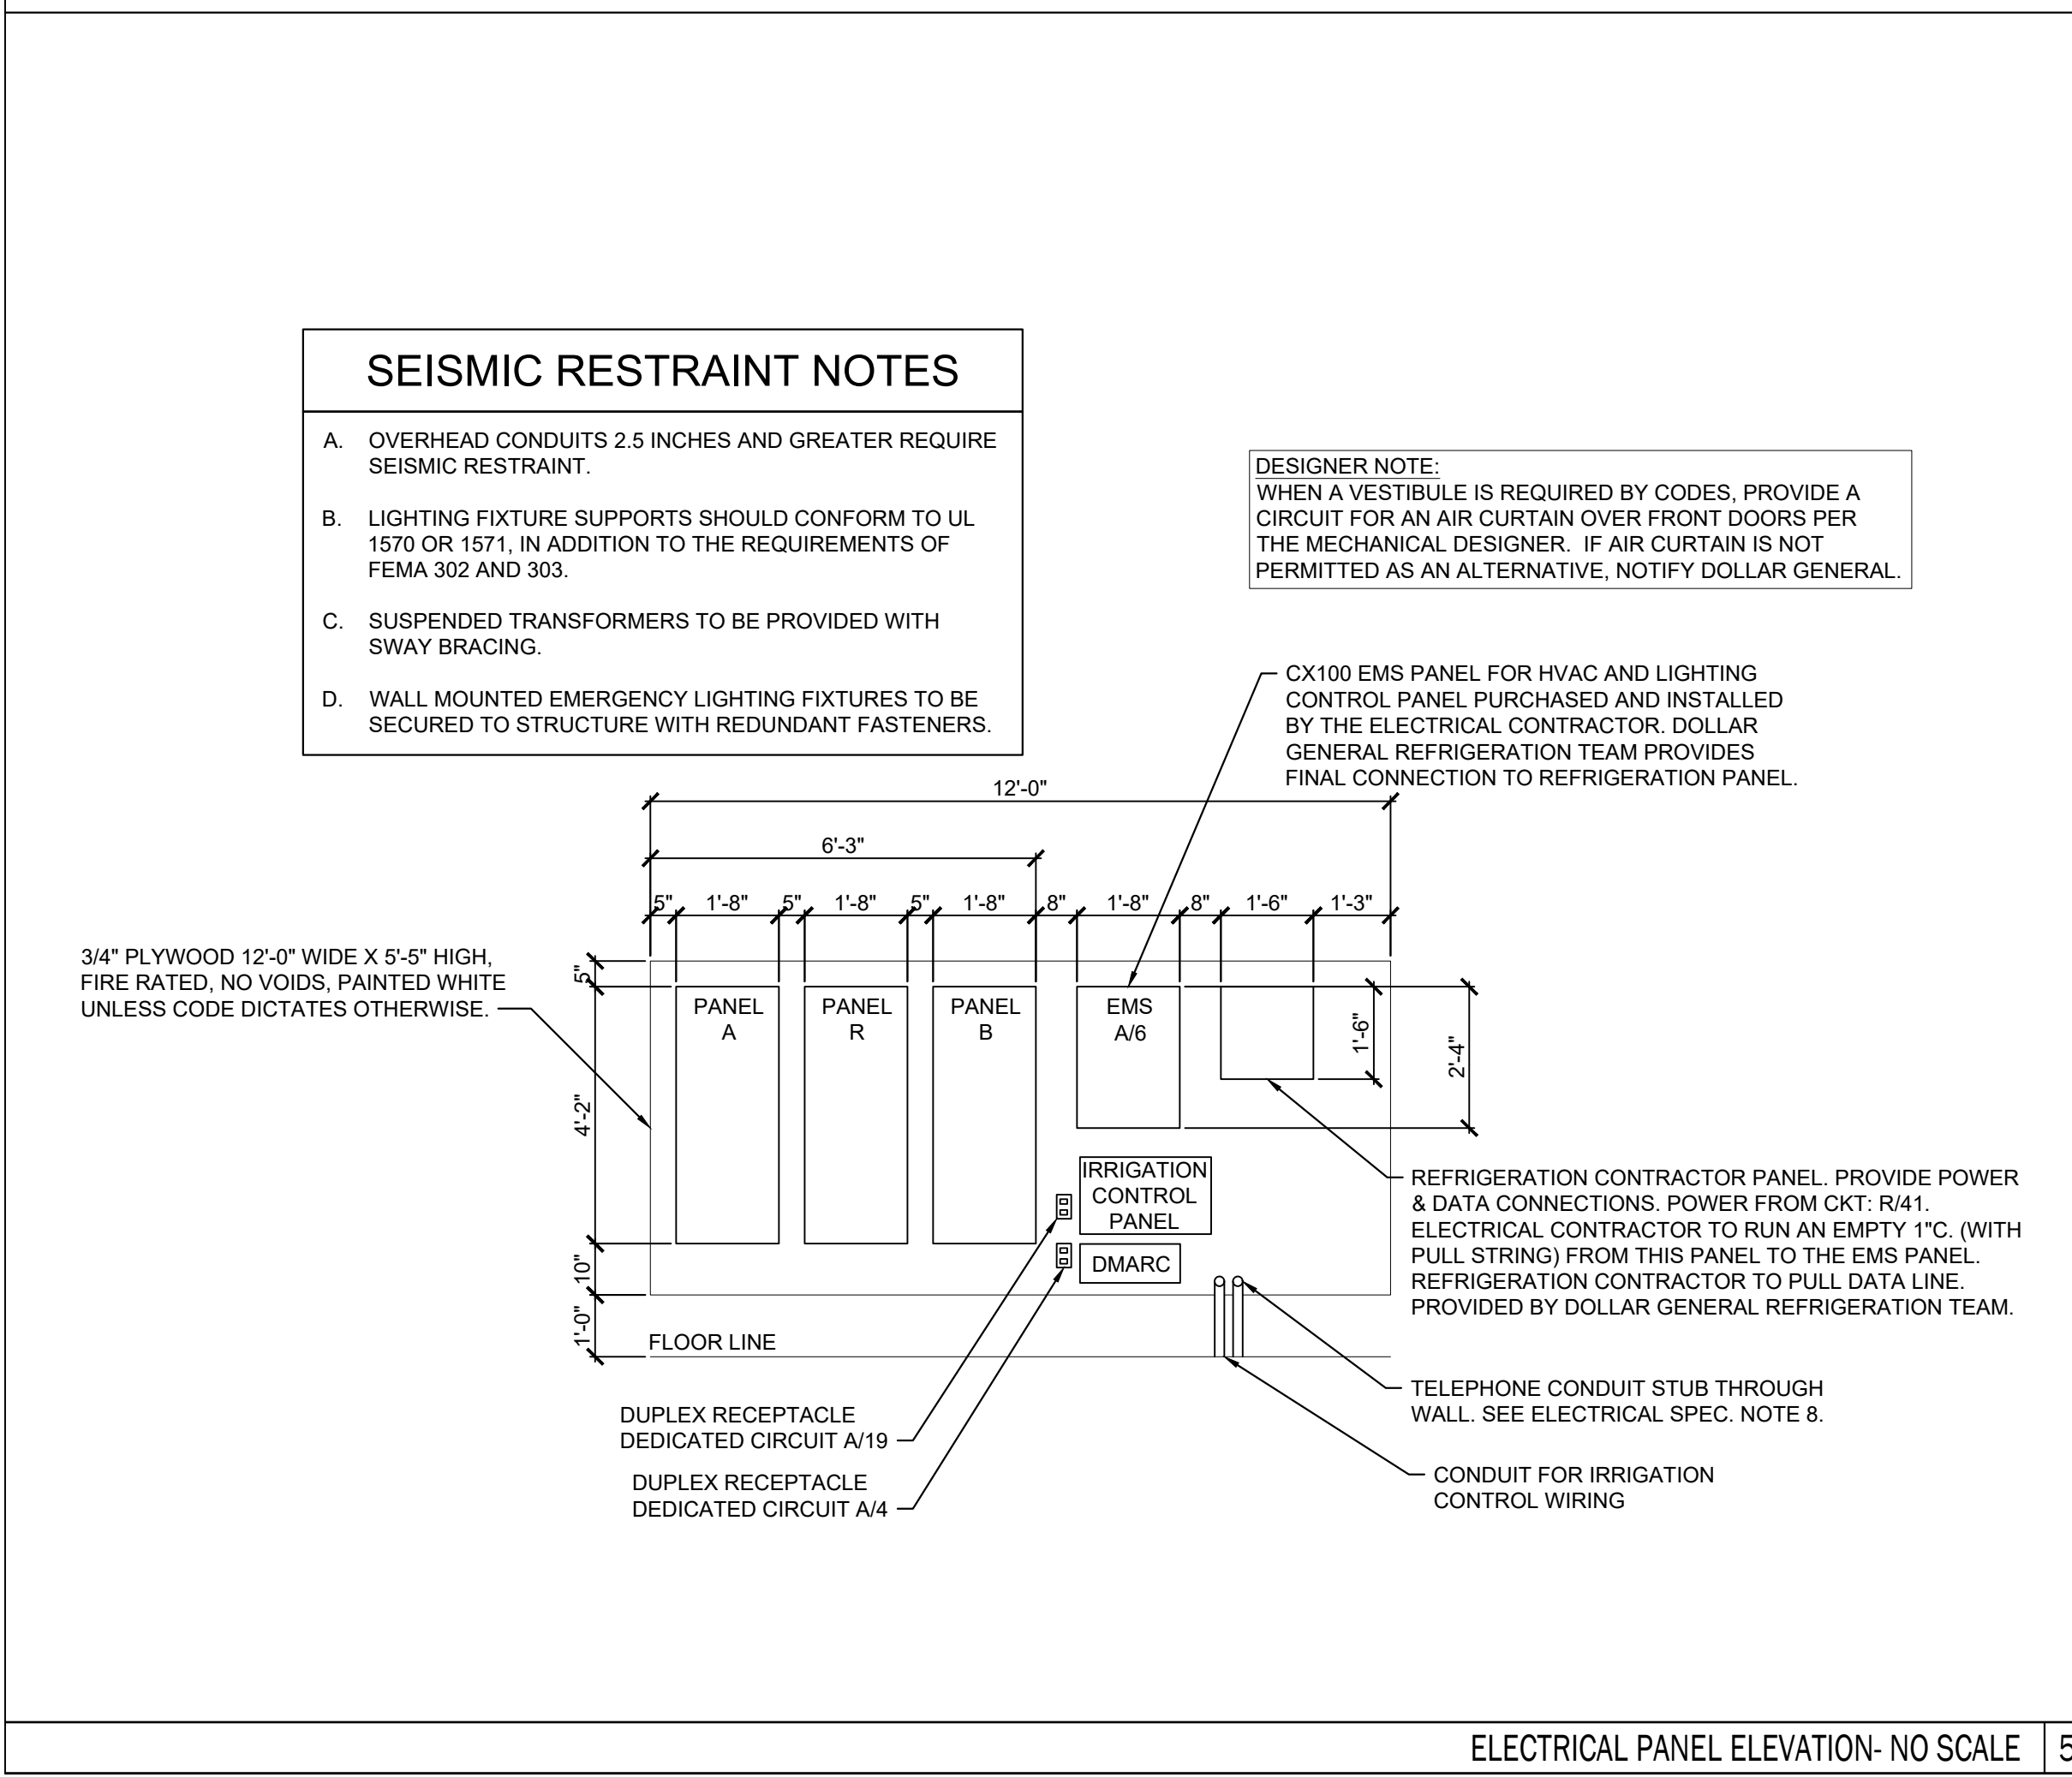 SEISMIC RESTRAINT NOTES
A. OVERHEAD CONDUITS 2.5 INCHES AND GREATER REQUIRE
SEISMIC RESTRAINT.
B. LIGHTING FIXTURE SUPPORTS SHOULD CONFORM TO UL
1570 OR 1571, IN ADDITION TO THE REQUIREMENTS OF
FEMA 302 AND 303.
C. SUSPENDED TRANSFORMERS TO BE PROVIDED WITH
SWAY BRACING.
D. WALL MOUNTED EMERGENCY LIGHTING FIXTURES TO BE
SECURED TO STRUCTURE WITH REDUNDANT FASTENERS.
DESIGNER NOTE:
WHEN A VESTIBULE IS REQUIRED BY CODES, PROVIDE A
CIRCUIT FOR AN AIR CURTAIN OVER FRONT DOORS PER
THE MECHANICAL DESIGNER. IF AIR CURTAIN IS NOT
PERMITTED AS AN ALTERNATIVE, NOTIFY DOLLAR GENERAL.
CX100 EMS PANEL FOR HVAC AND LIGHTING
CONTROL PANEL PURCHASED AND INSTALLED
BY THE ELECTRICAL CONTRACTOR. DOLLAR
GENERAL REFRIGERATION TEAM PROVIDES
FINAL CONNECTION TO REFRIGERATION PANEL.
12'-0"
6'-3"
5" 1'-8" 5" 1'-8" 5" 1'-8" 8" 1'-8" 8" 1'-6" 1'-3"
3/4" PLYWOOD 12'-0" WIDE X 5'-5" HIGH,
FIRE RATED, NO VOIDS, PAINTED WHITE
UNLESS CODE DICTATES OTHERWISE.
5"
4'-2"
10"
1'-0"
PANEL
A
PANEL
R
PANEL
B
EMS
A/6
1'-6"
2'-4"
IRRIGATION
CONTROL
PANEL
DMARC
REFRIGERATION CONTRACTOR PANEL. PROVIDE POWER
& DATA CONNECTIONS. POWER FROM CKT: R/41.
ELECTRICAL CONTRACTOR TO RUN AN EMPTY 1"C. (WITH
PULL STRING) FROM THIS PANEL TO THE EMS PANEL.
REFRIGERATION CONTRACTOR TO PULL DATA LINE.
PROVIDED BY DOLLAR GENERAL REFRIGERATION TEAM.
FLOOR LINE
DUPLEX RECEPTACLE
DEDICATED CIRCUIT A/19
DUPLEX RECEPTACLE
DEDICATED CIRCUIT A/4
TELEPHONE CONDUIT STUB THROUGH
WALL. SEE ELECTRICAL SPEC. NOTE 8.
CONDUIT FOR IRRIGATION
CONTROL WIRING
ELECTRICAL PANEL ELEVATION- NO SCALE 5